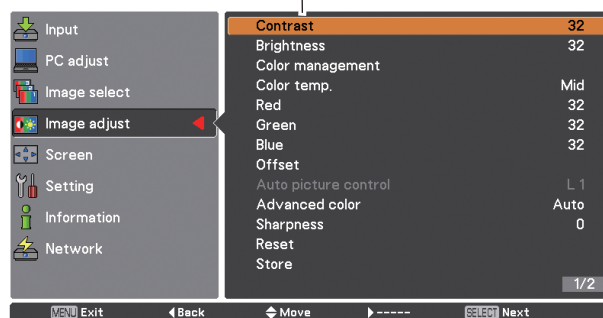 Input
PC adjust
Image select
Image adjust
Screen
Setting
Information
Network
Contrast 32
Brightness 32
Color management
Color temp. Mid
Red 32
Green 32
Blue 32
Offset
Auto picture control L 1
Advanced color Auto
Sharpness 0
Reset
Store
1/2
MENU Exit Back Move ----- SELECT Next